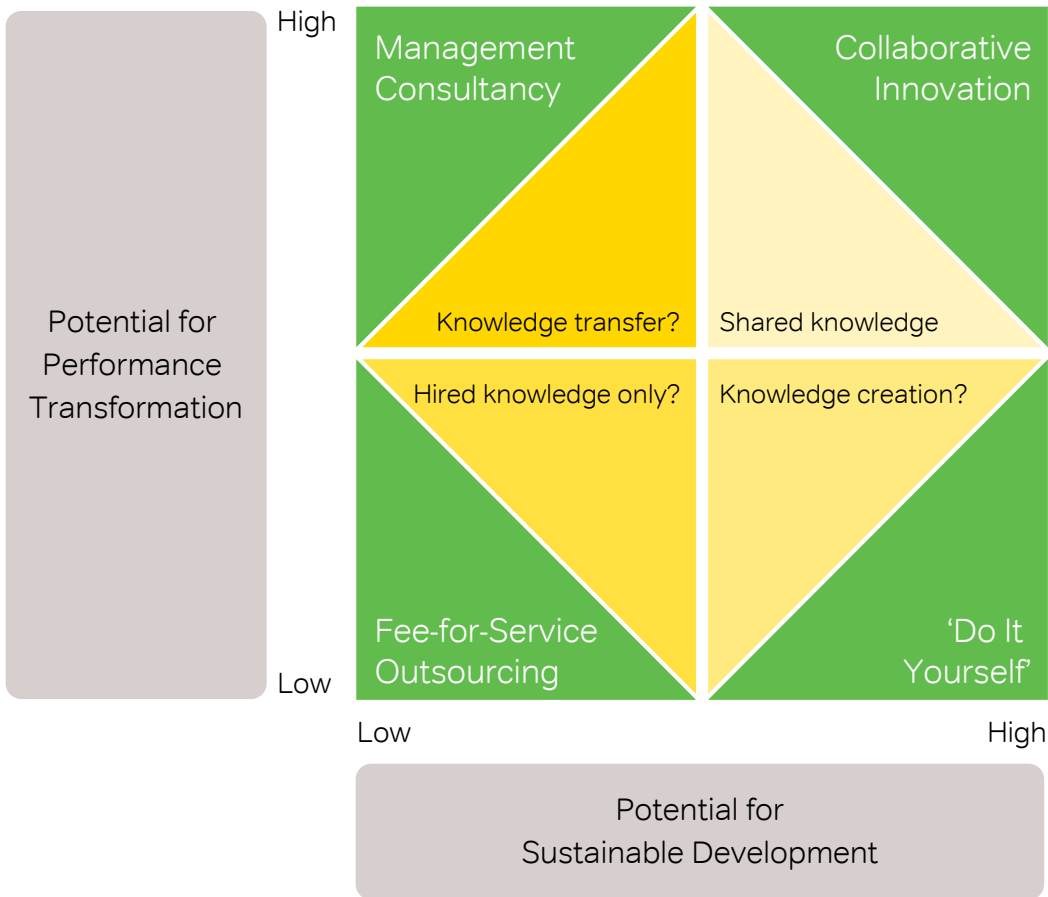 High
Management
Consultancy
Collaborative
Innovation
Potential for
Performance
Transformation
Knowledge transfer?
Shared knowledge
Hired knowledge only?
Knowledge creation?
Fee-for-Service
Outsourcing
‘Do It
Yourself’
Low
Low
High
Potential for
Sustainable Development